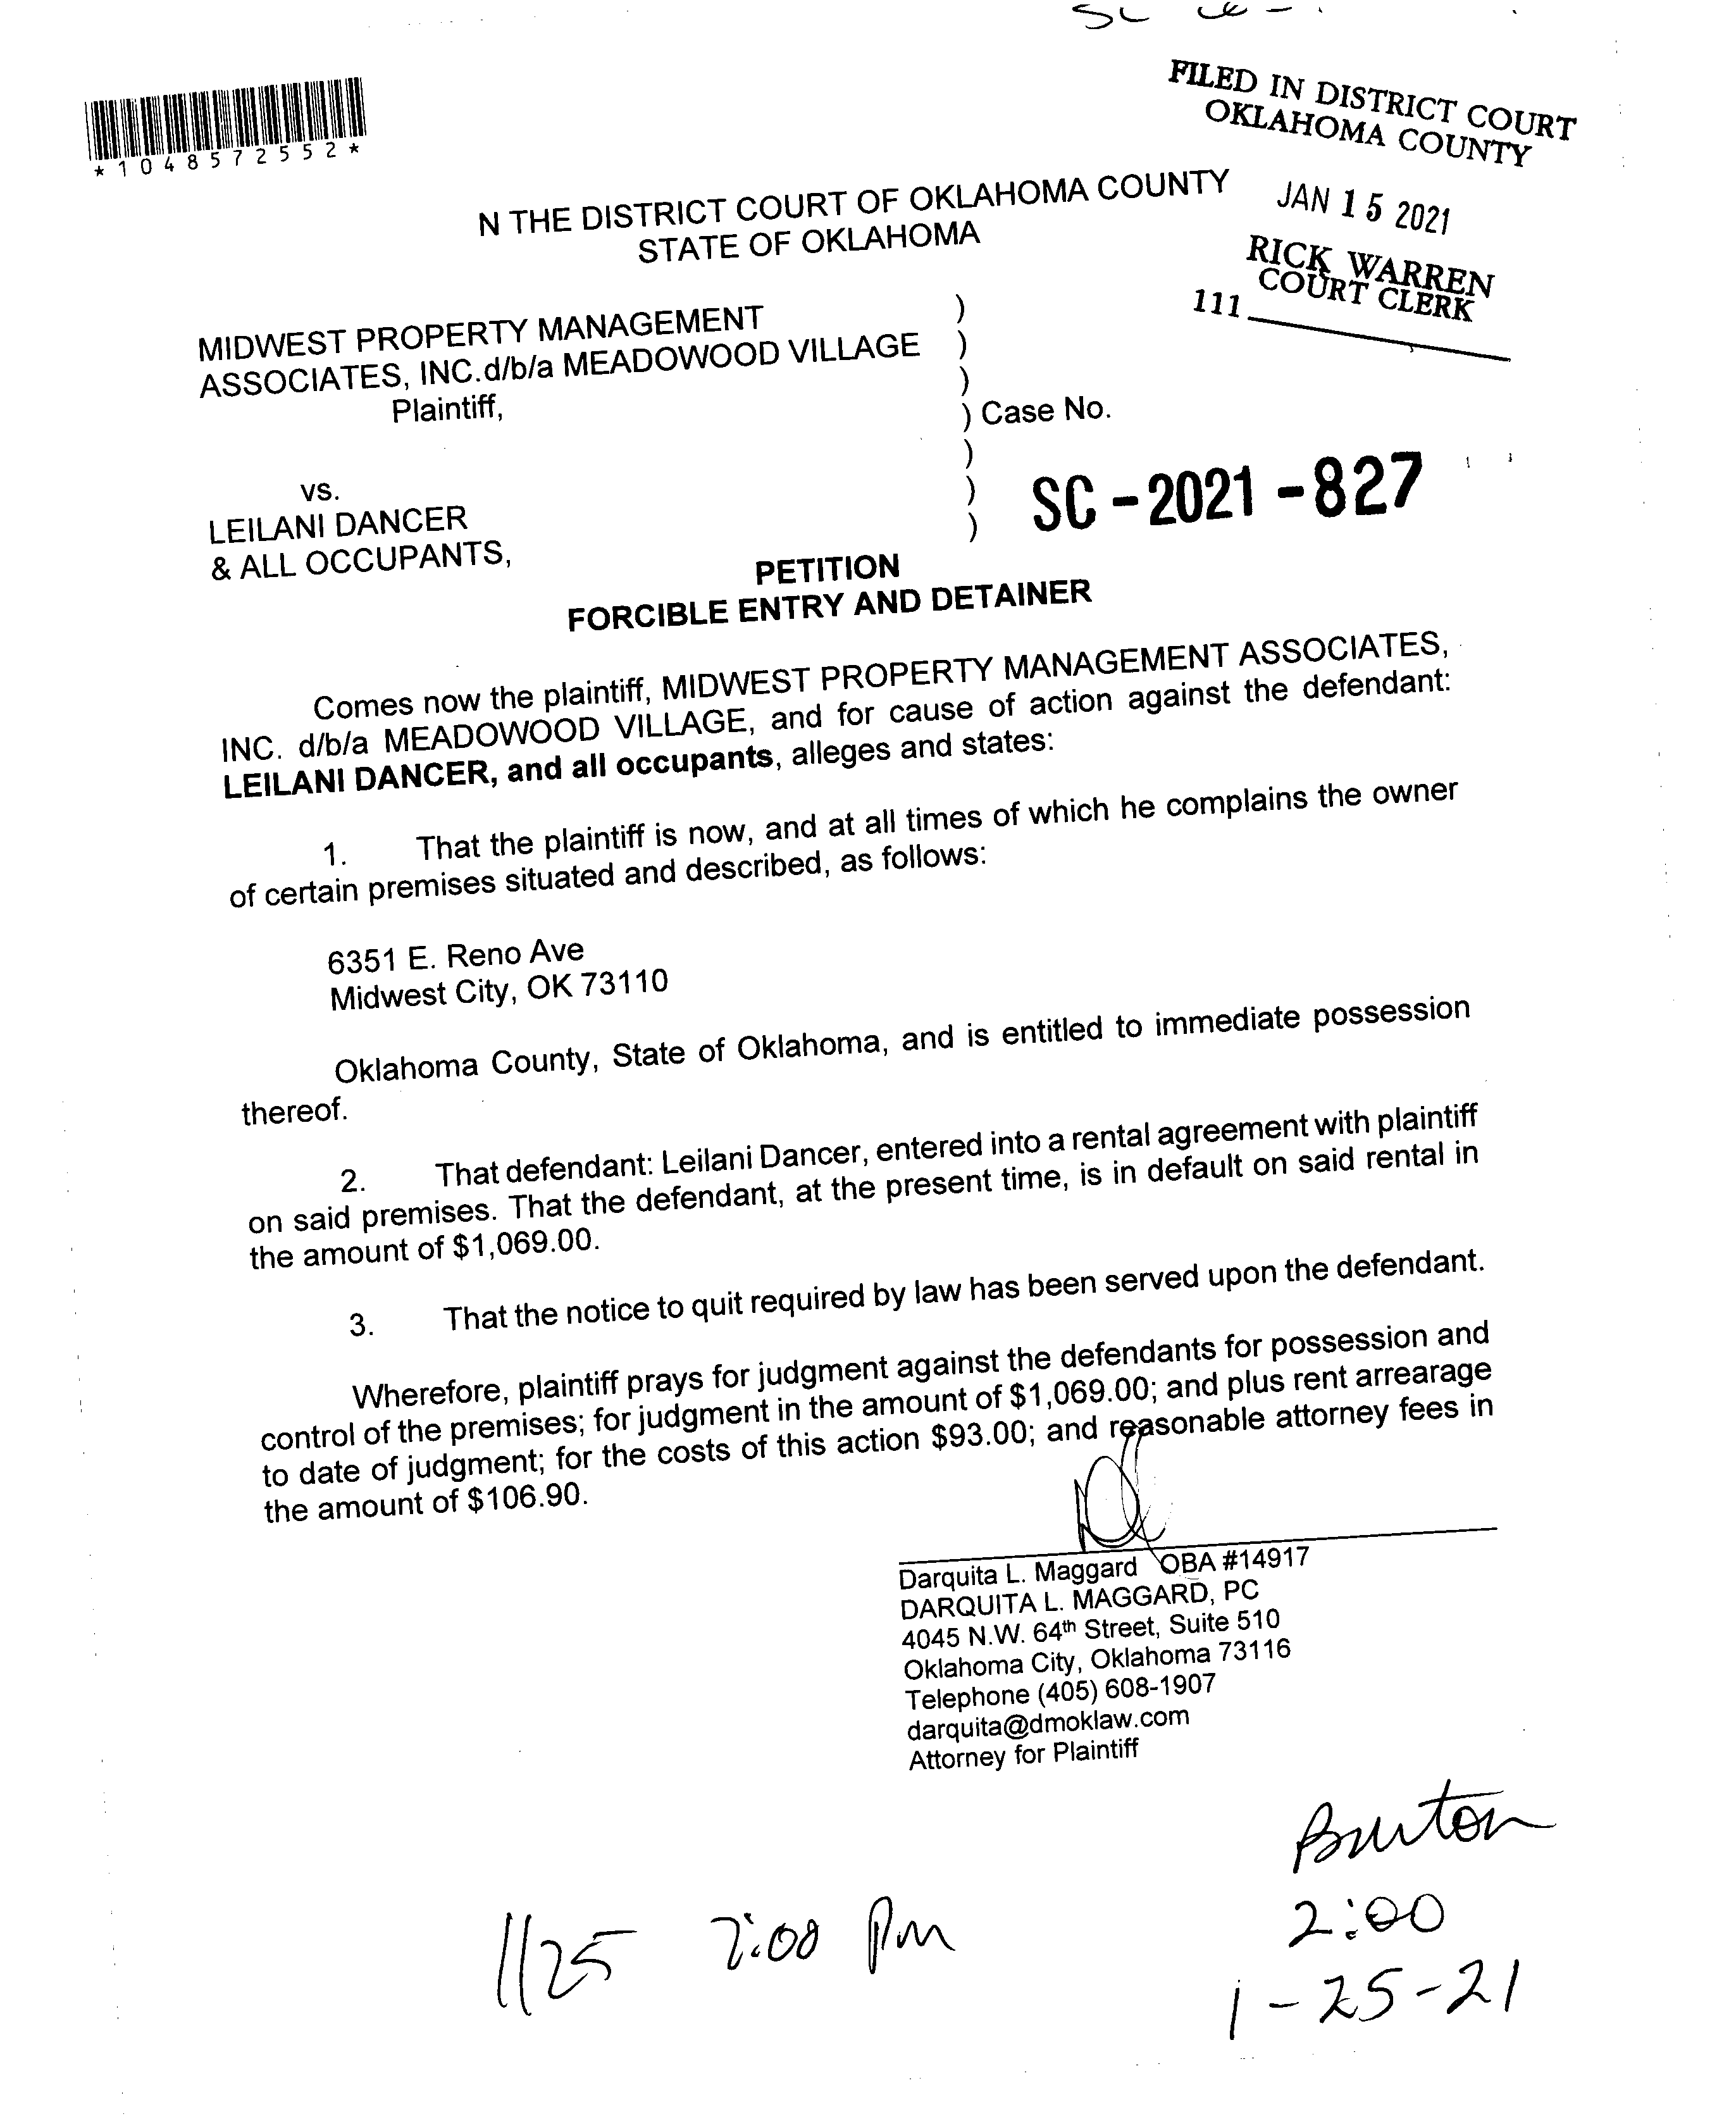 *1048572552*
FILED IN DISTRICT COURT
OKLAHOMA COUNTY
JAN 15 2021
RICK WARREN
COURT CLERK
111
N THE DISTRICT COURT OF OKLAHOMA COUNTY
STATE OF OKLAHOMA
MIDWEST PROPERTY MANAGEMENT )
ASSOCIATES, INC.d/b/a MEADOWOOD VILLAGE )
)
Plaintiff, ) Case No.
)
vs. ) SC-2021-827
LEILANI DANCER )
& ALL OCCUPANTS,
PETITION
FORCIBLE ENTRY AND DETAINER
Comes now the plaintiff, MIDWEST PROPERTY MANAGEMENT ASSOCIATES,
INC. d/b/a MEADOWOOD VILLAGE, and for cause of action against the defendant:
LEILANI DANCER, and all occupants, alleges and states:
1. That the plaintiff is now, and at all times of which he complains the owner
of certain premises situated and described, as follows:
6351 E. Reno Ave
Midwest City, OK 73110
Oklahoma County, State of Oklahoma, and is entitled to immediate possession
thereof.
2. That defendant: Leilani Dancer, entered into a rental agreement with plaintiff
on said premises. That the defendant, at the present time, is in default on said rental in
the amount of $1,069.00.
3. That the notice to quit required by law has been served upon the defendant.
Wherefore, plaintiff prays for judgment against the defendants for possession and
control of the premises; for judgment in the amount of $1,069.00; and plus rent arrearage
to date of judgment; for the costs of this action $93.00; and reasonable attorney fees in
the amount of $106.90.
Darquita L. Maggard OBA #14917
DARQUITA L. MAGGARD, PC
4045 N.W. 64th Street, Suite 510
Oklahoma City, Oklahoma 73116
Telephone (405) 608-1907
darquita@dmoklaw.com
Attorney for Plaintiff
Burton
2:00
1-25-21
1/25 2:00 Pm